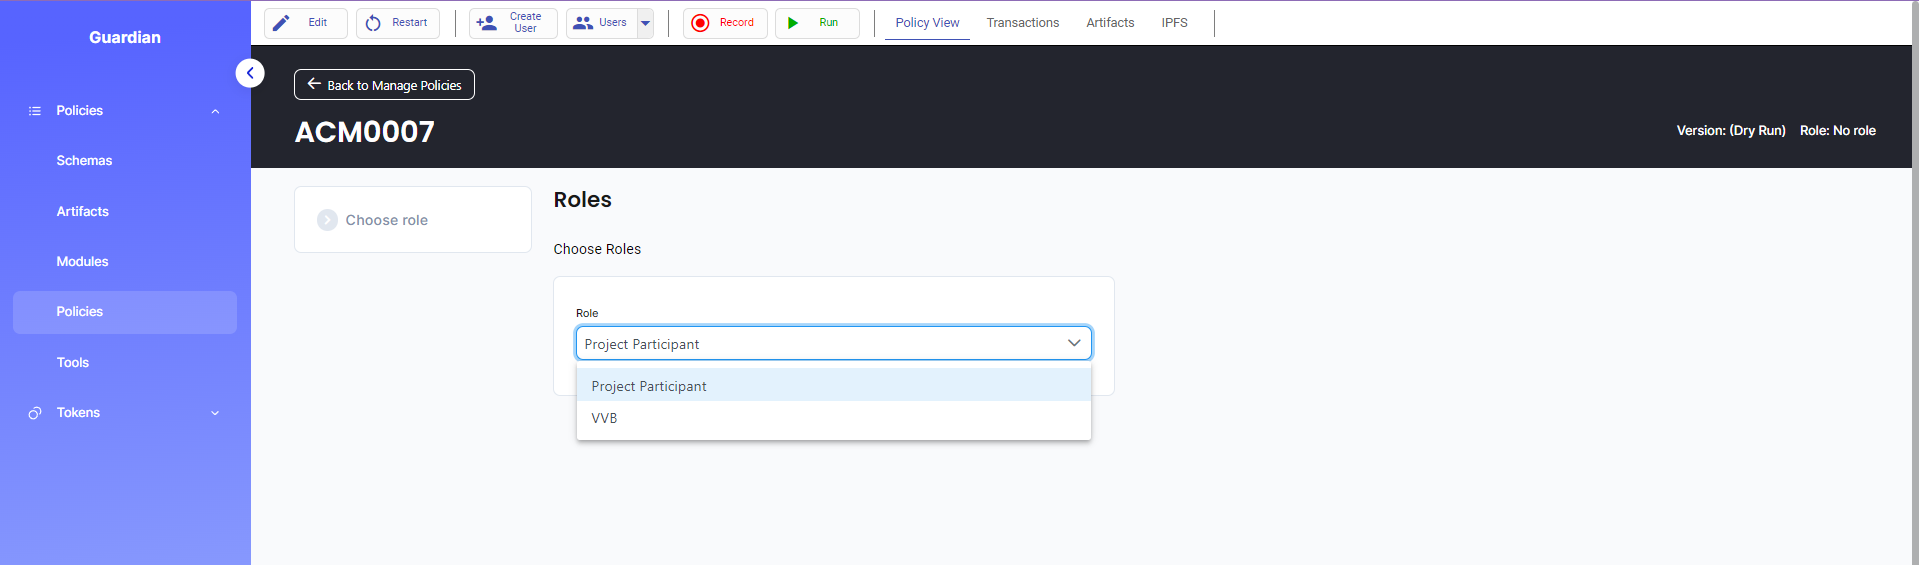 Guardian
Policies
Schemas
Artifacts
Modules
Policies
Tools
Tokens
Edit
Restart
Create
User
Users
Record
Run
Policy View
Transactions
Artifacts
IPFS
Back to Manage Policies
ACM0007
Version: (Dry Run) Role: No role
Choose role
Roles
Choose Roles
Role
Project Participant
Project Participant
VVB